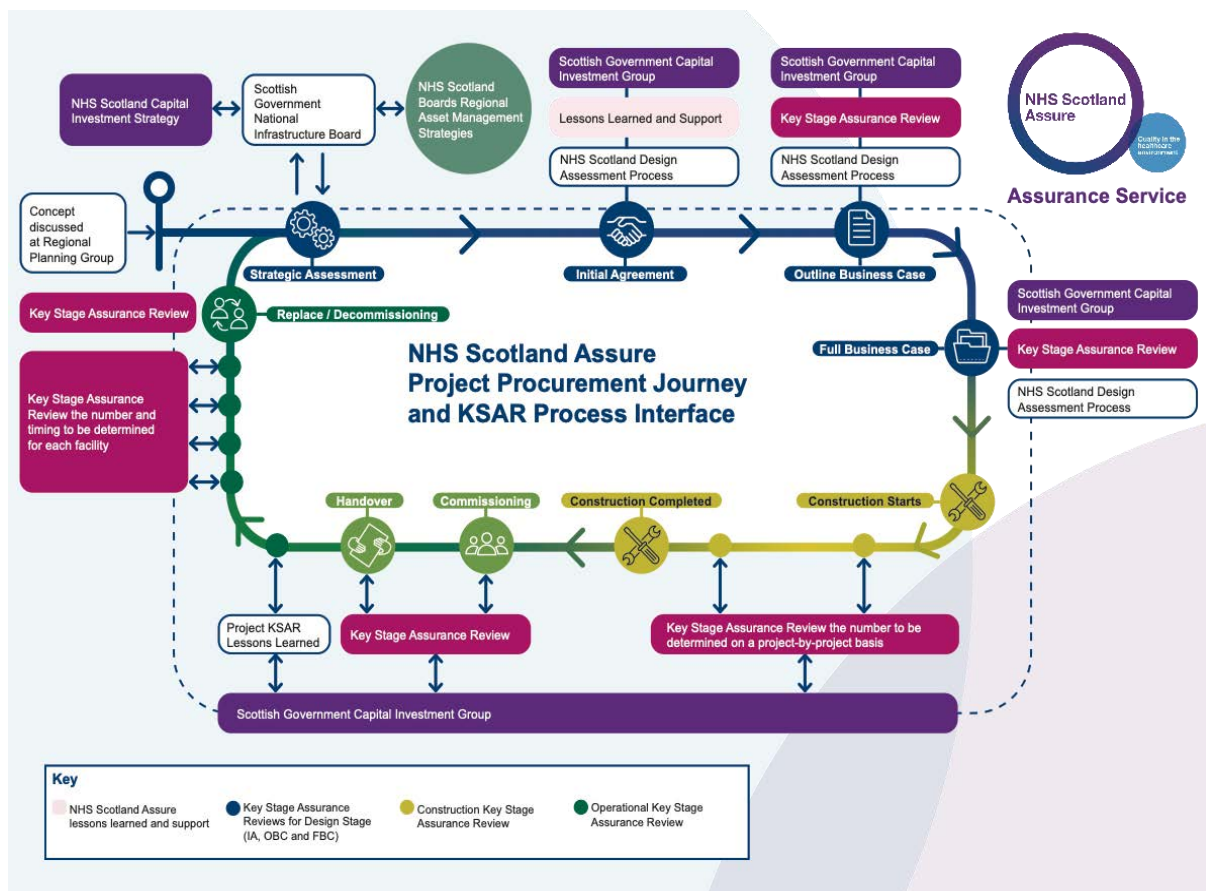 NHS Scotland Capital
Investment Strategy
Scottish
Government
National
Infrastructure Board
NHS Scotland
Boards Regional
Asset Management
Strategies
Scottish Government Capital
Investment Group
Lessons Learned and Support
NHS Scotland Design
Assessment Process
Scottish Government Capital
Investment Group
Key Stage Assurance Review
NHS Scotland Design
Assessment Process
NHS Scotland
Assure
Quality in the
healthcare
environment
Assurance Service
Concept
discussed
at Regional
Planning Group
Strategic Assessment
Initial Agreement
Outline Business Case
Key Stage Assurance Review
Replace / Decommissioning
Scottish Government Capital
Investment Group
Full Business Case
Key Stage Assurance Review
NHS Scotland Design
Assessment Process
NHS Scotland Assure
Project Procurement Journey
and KSAR Process Interface
Key Stage Assurance
Review the number and
timing to be determined
for each facility
Handover
Commissioning
Construction Completed
Construction Starts
Project KSAR
Lessons Learned
Key Stage Assurance Review
Key Stage Assurance Review the number to be
determined on a project-by-project basis
Scottish Government Capital Investment Group
Key
NHS Scotland Assure
lessons learned and support
Key Stage Assurance
Reviews for Design Stage
(IA, OBC and FBC)
Construction Key Stage
Assurance Review
Operational Key Stage
Assurance Review